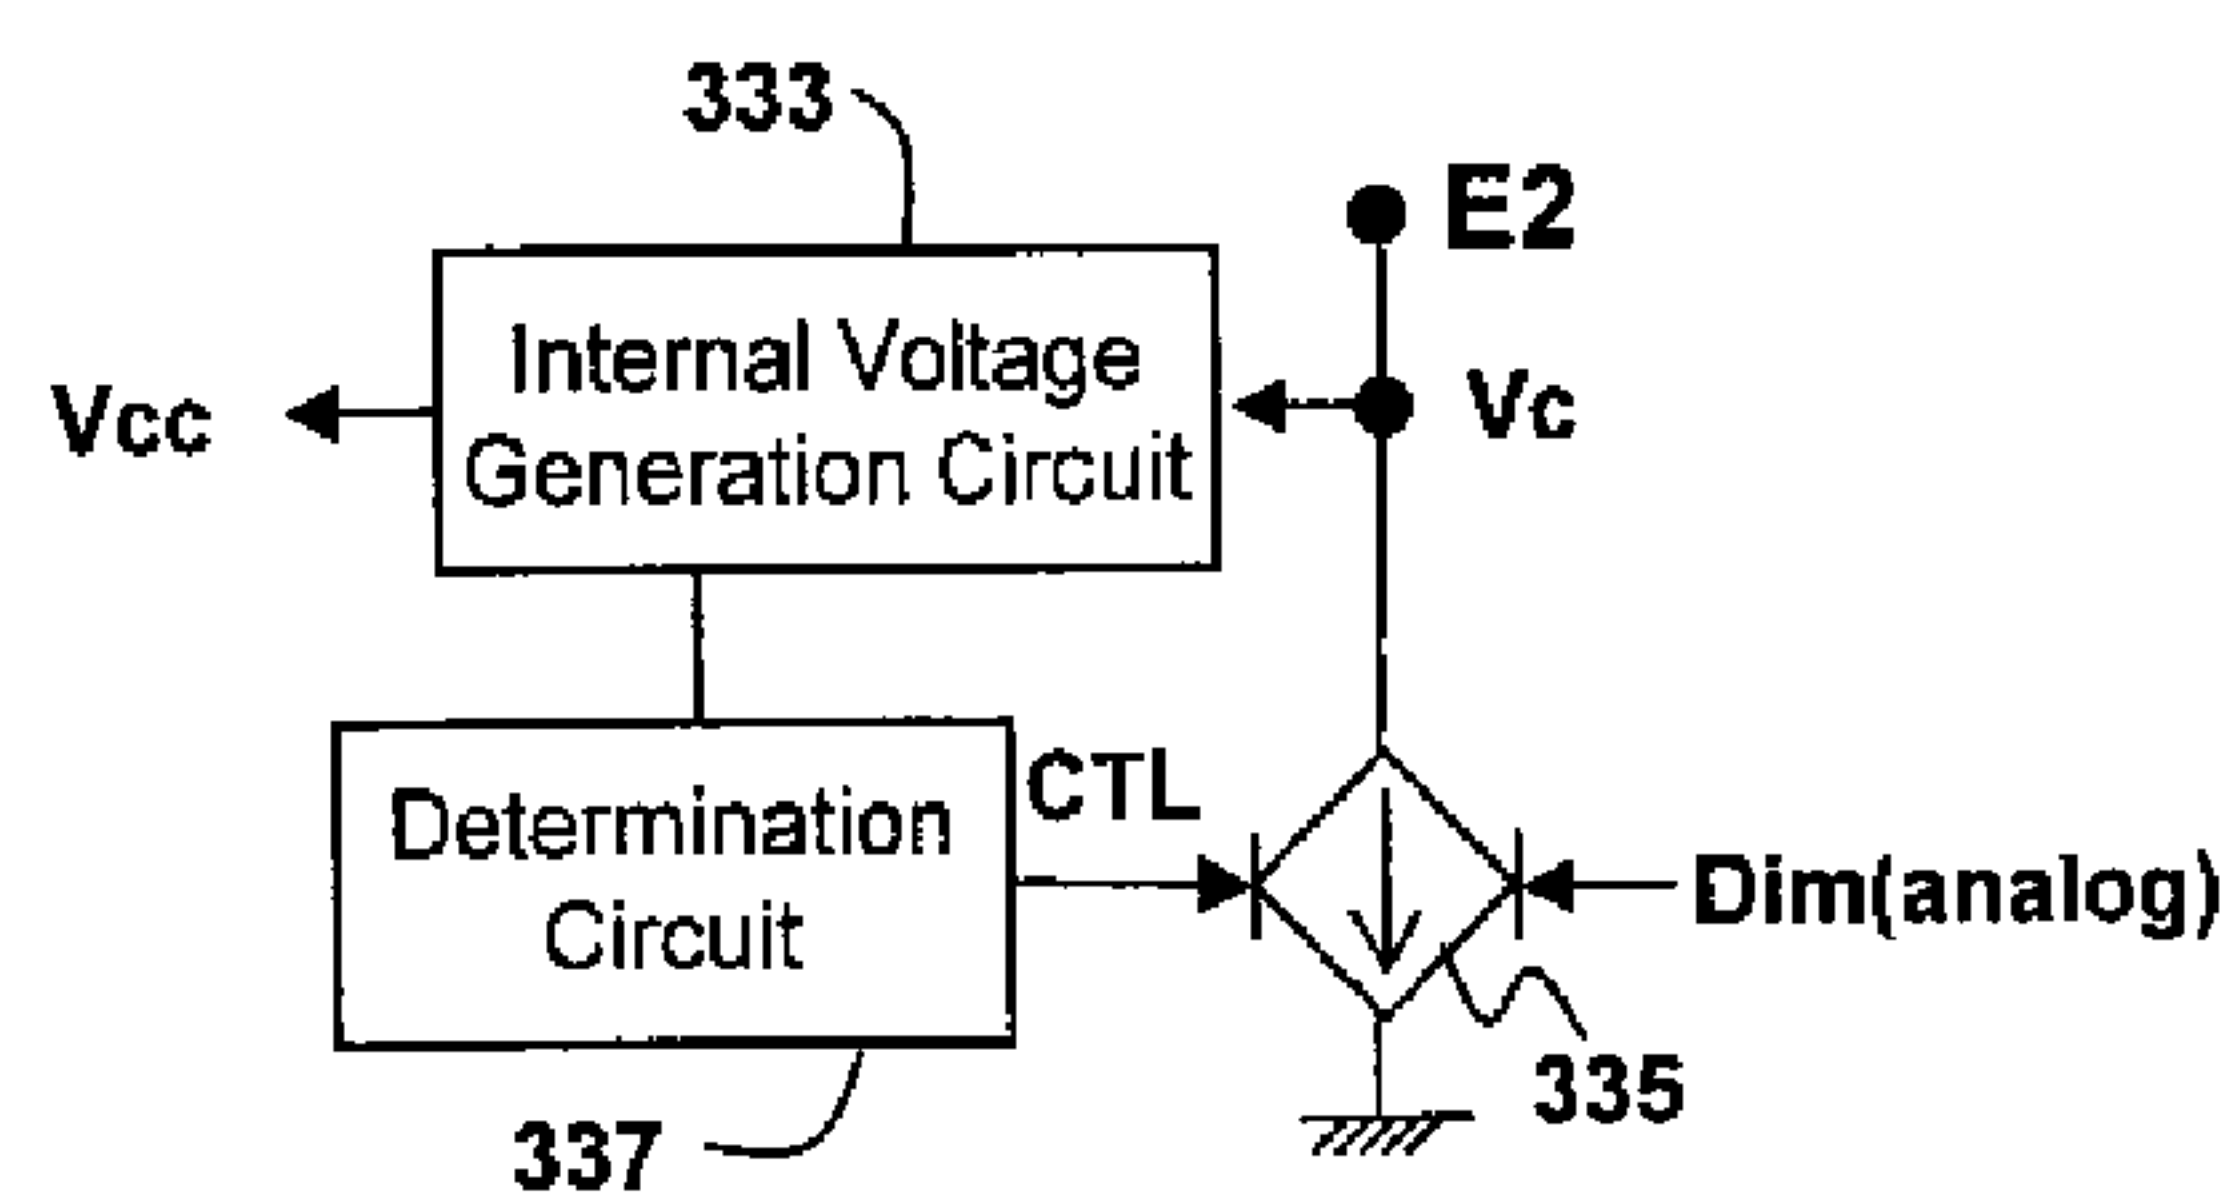 333
E2
Internal Voltage
Generation Circuit
Vcc
Vc
CTL
Determination
Circuit
Dim(analog)
335
337